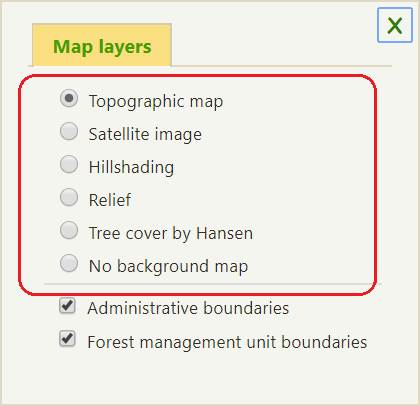 Map layers
Topographic map
Satellite image
Hillshading
Relief
Tree cover by Hansen
No background map
Administrative boundaries
Forest management unit boundaries